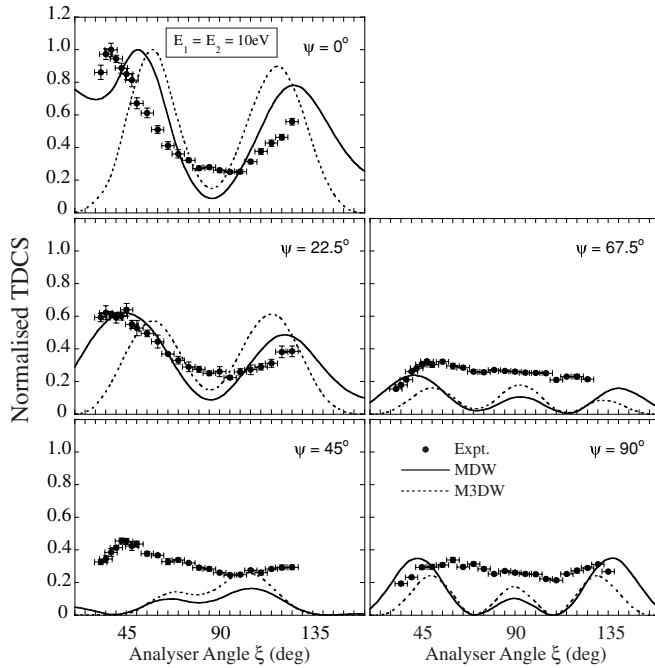 1.2
1.0
0.8
0.6
0.4
0.2
0
E₁ = E₂ = 10eV
ψ = 0°
1.0
0.8
0.6
0.4
0.2
0
ψ = 22.5°
ψ = 67.5°
Normalised TDCS
1.0
0.8
0.6
0.4
0.2
0
ψ = 45°
ψ = 90°
Expt.
MDW
M3DW
45 90 135
45 90 135
Analyser Angle ξ (deg)
Analyser Angle ξ (deg)